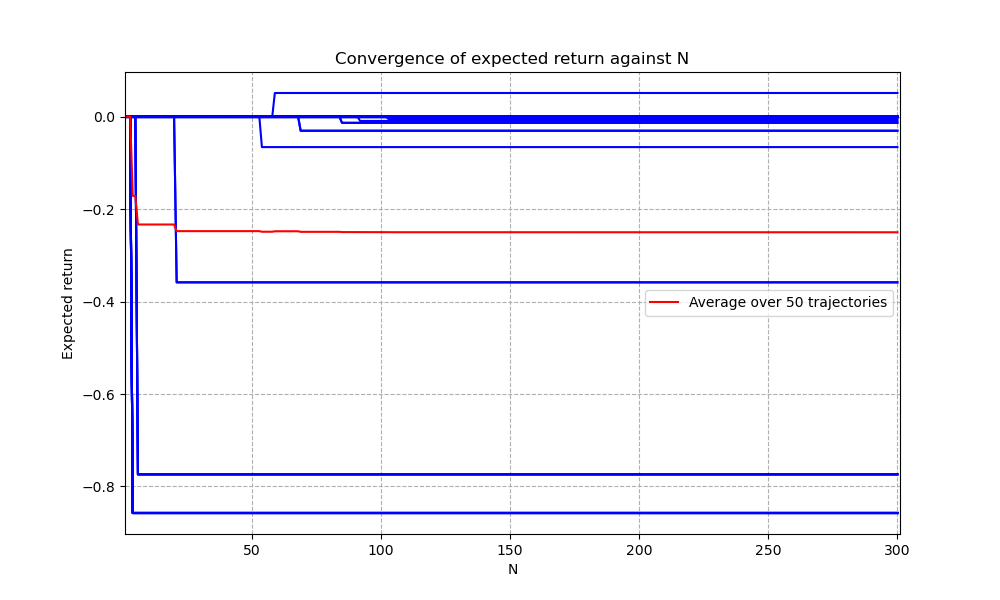 Convergence of expected return against N
Expected return
0.0
−0.2
−0.4
−0.6
−0.8
Average over 50 trajectories
50 100 150 200 250 300
N